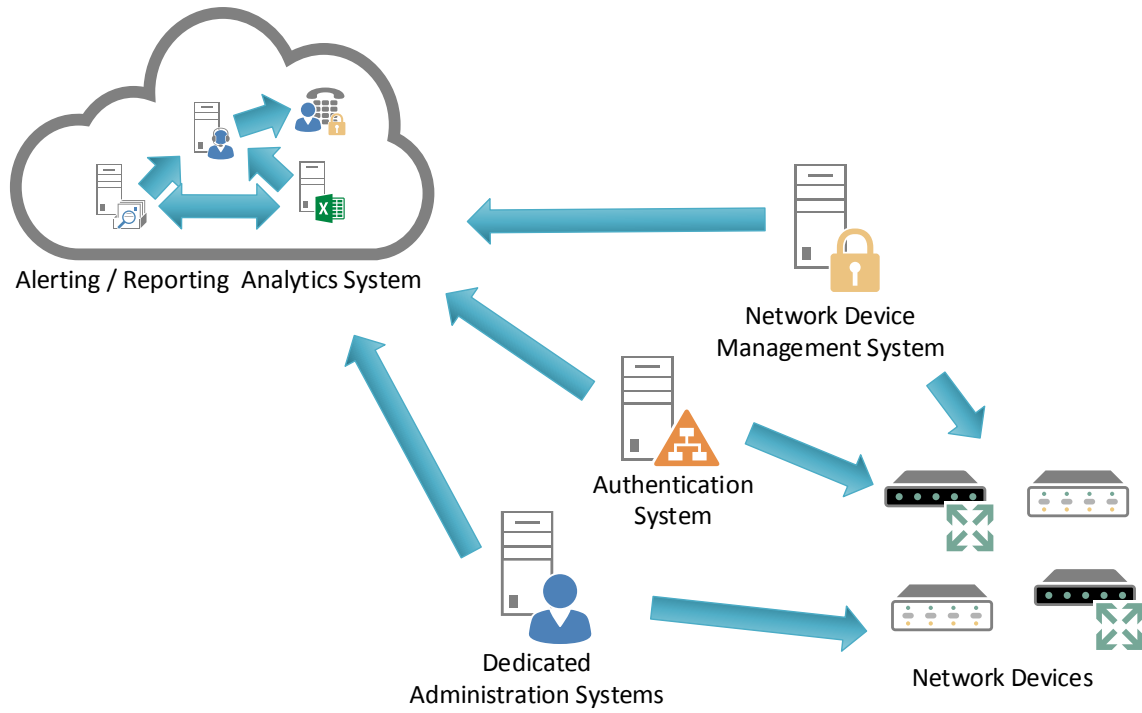 Alerting / Reporting  Analytics System
Network Device
Management System
Authentication
System
Dedicated
Administration Systems
Network Devices